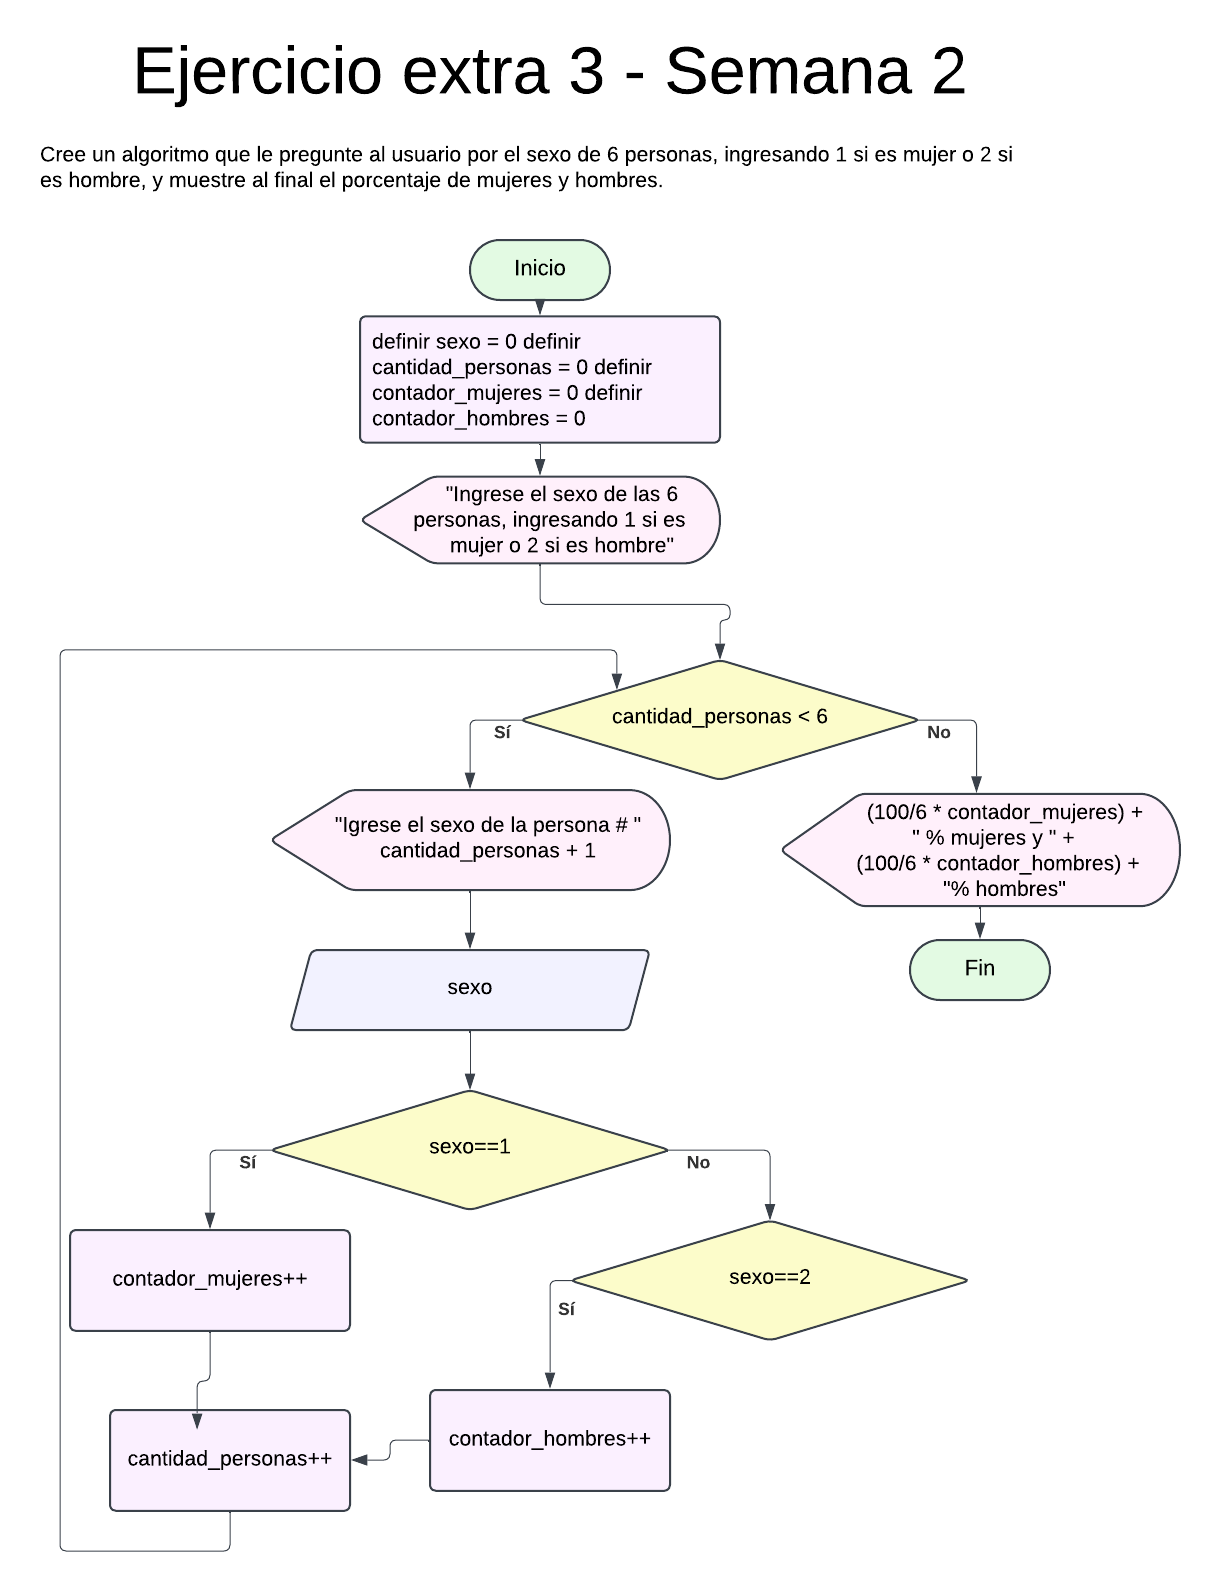 Ejercicio extra 3 - Semana 2
Cree un algoritmo que le pregunte al usuario por el sexo de 6 personas, ingresando 1 si es mujer o 2 si
es hombre, y muestre al final el porcentaje de mujeres y hombres.
Inicio
definir sexo = 0 definir
cantidad_personas = 0 definir
contador_mujeres = 0 definir
contador_hombres = 0
"Ingrese el sexo de las 6
personas, ingresando 1 si es
mujer o 2 si es hombre"
cantidad_personas < 6
Sí
No
"Igrese el sexo de la persona # "
cantidad_personas + 1
(100/6 * contador_mujeres) +
" % mujeres y " +
(100/6 * contador_hombres) +
"% hombres"
sexo
Fin
sexo==1
Sí
No
contador_mujeres++
sexo==2
Sí
contador_hombres++
cantidad_personas++